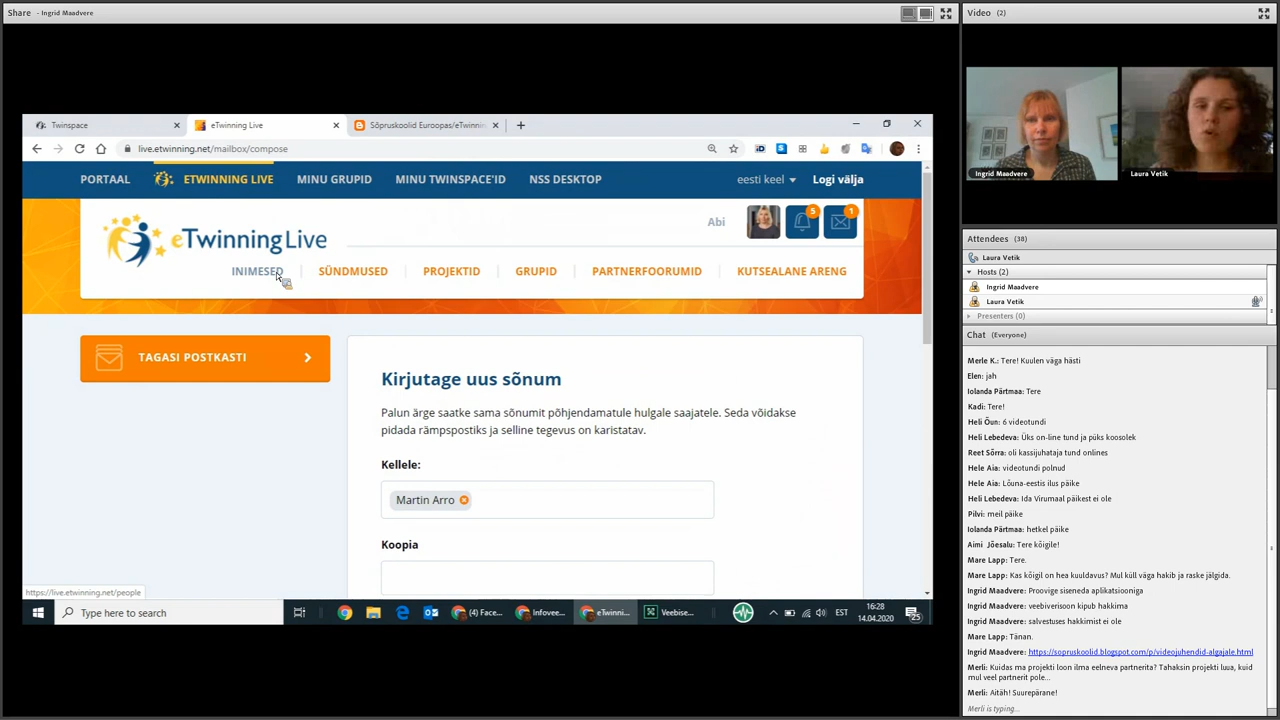 Share - Ingrid Maadvere
Twinspace
eTwinning Live
Sõpruskoolid Euroopas/eTwinnin
live.etwinning.net/mailbox/compose
PORTAAL
ETWINNING LIVE
MINU GRUPID
MINU TWINSPACE'ID
NSS DESKTOP
eesti keel
Logi välja
eTwinning Live
Abi
5
1
INIMESED
SÜNDMUSED
PROJEKTID
GRUPID
PARTNERFOORUMID
KUTSEALANE ARENG
TAGASI POSTKASTI
Kirjutage uus sõnum
Palun ärge saatke sama sõnumit põhjendamatule hulgale saajatele. Seda võidakse
pidada rämpspostiks ja selline tegevus on karistatav.
Kellele:
Martin Arro
Koopia
https://live.etwinning.net/people
Type here to search
(4) Face...
Infovee...
eTwinni...
Veebise...
EST
16:28
14.04.2020
25
Video (2)
Ingrid Maadvere
Laura Vetik
Attendees (38)
Laura Vetik
Hosts (2)
Ingrid Maadvere
Laura Vetik
Presenters (0)
Chat (Everyone)
Merle K.: Tere! Kuulen väga hästi
Elen: jah
Iolanda Pärtmaa: Tere
Kadi: Tere!
Heli Õun: 6 videotundi
Heli Lebedeva: Üks on-line tund ja püks koosolek
Reet Sõrra: oli kassijuhataja tund onlines
Hele Aia: videotundi polnud
Hele Aia: Lõuna-eestis ilus päike
Heli Lebedeva: Ida Virumaal päikest ei ole
Pilvi: meil päike
Iolanda Pärtmaa: hetkel päike
Aimi Jõesalu: Tere kõigile!
Mare Lapp: Tere.
Mare Lapp: Kas kõigil on hea kuuldavus? Mul küll väga hakib ja raske jälgida.
Ingrid Maadvere: Proovige siseneda aplikatsiooniga
Ingrid Maadvere: veebiverisoon kipub hakkima
Ingrid Maadvere: salvestuses hakkimist ei ole
Mare Lapp: Tänan.
Ingrid Maadvere: https://sopruskoolid.blogspot.com/p/videojuhendid-algajale.html
Merli: Kuidas ma projekti loon ilma eelneva partnerita? Tahaksin projekti luua, kuid
mul veel partnerit pole...
Merli: Aitäh! Suurepärane!
Merli is typing...